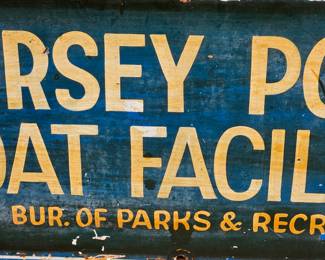 RSEY PO
OAT FACIL
BUR. OF PARKS & RECR